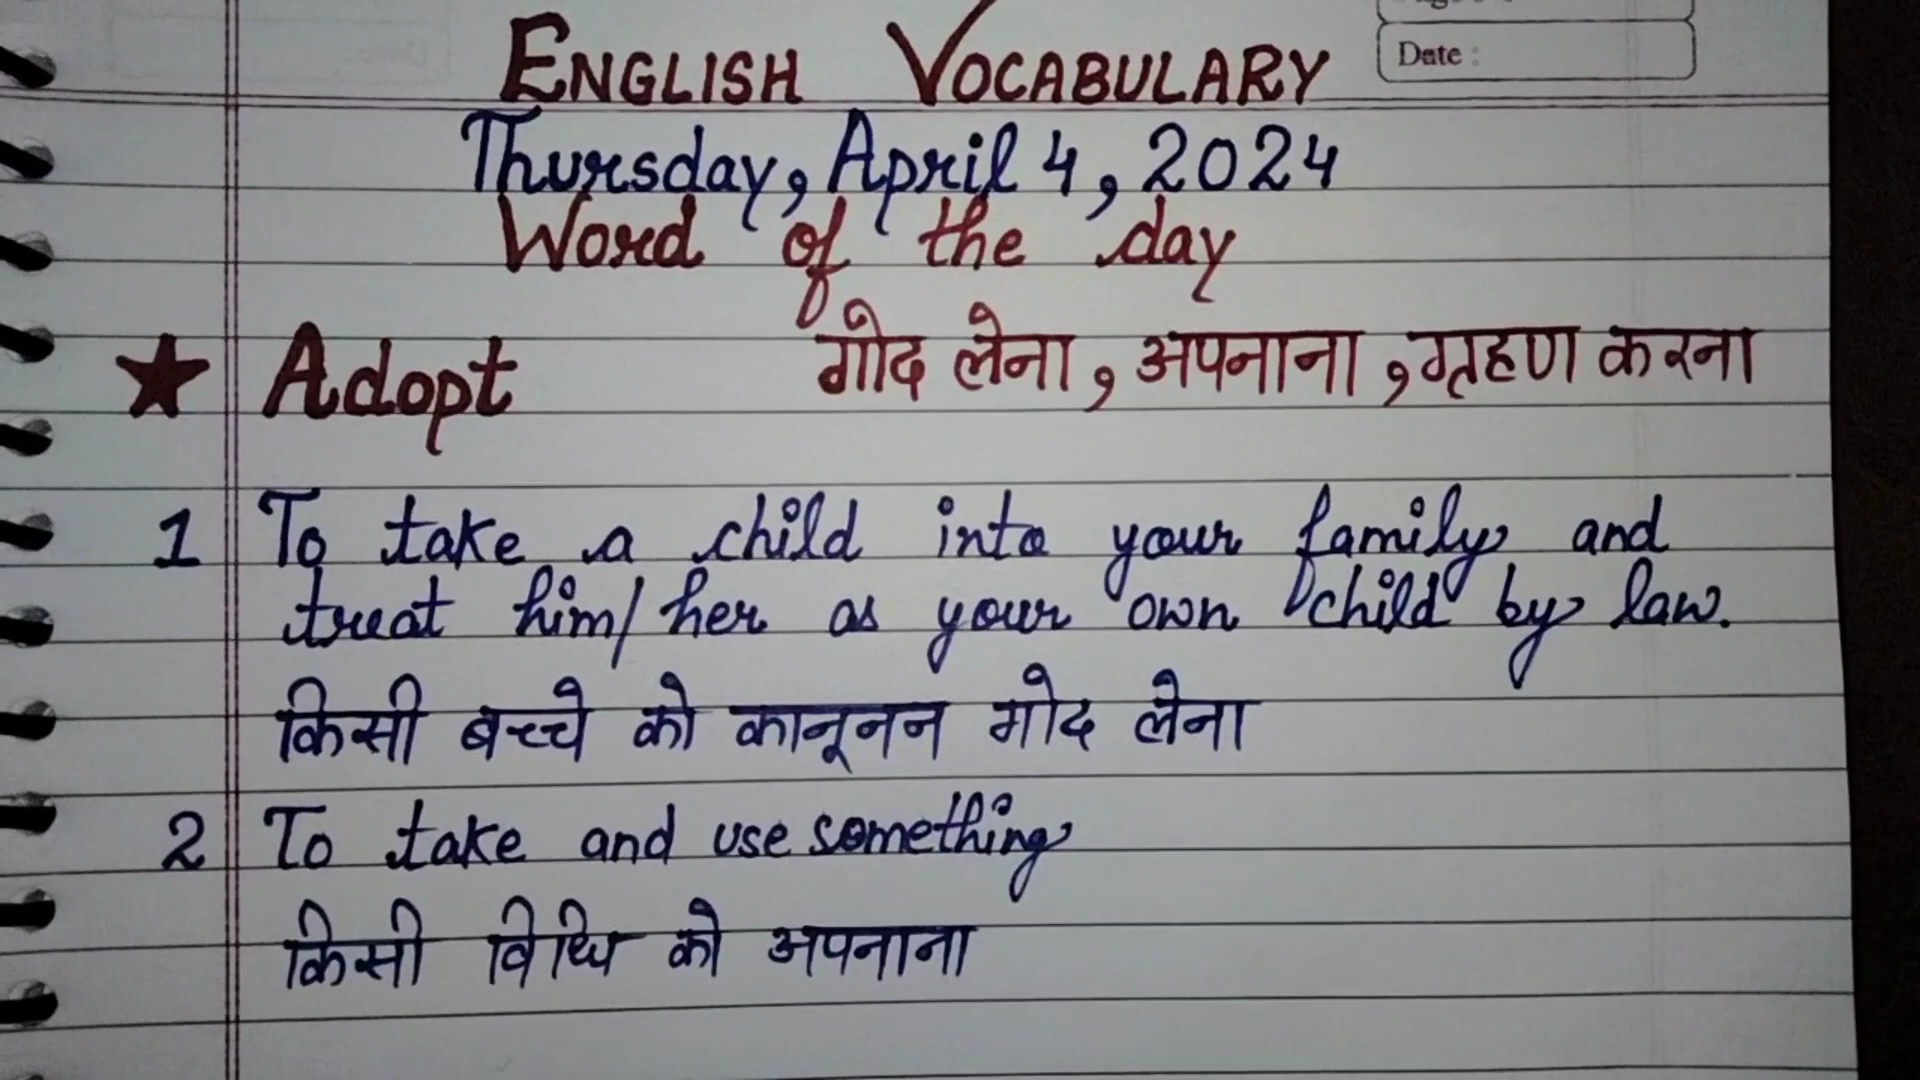 ENGLISH VOCABULARY
Date :
Thursday, April 4, 2024
Word of the day
★ Adopt गोद लेना, अपनाना, ग्रहण करना
1 To take a child into your family and
treat him/her as your own child by law.
किसी बच्चे को कानूनन गोद लेना
2 To take and use something
किसी विधि को अपनाना